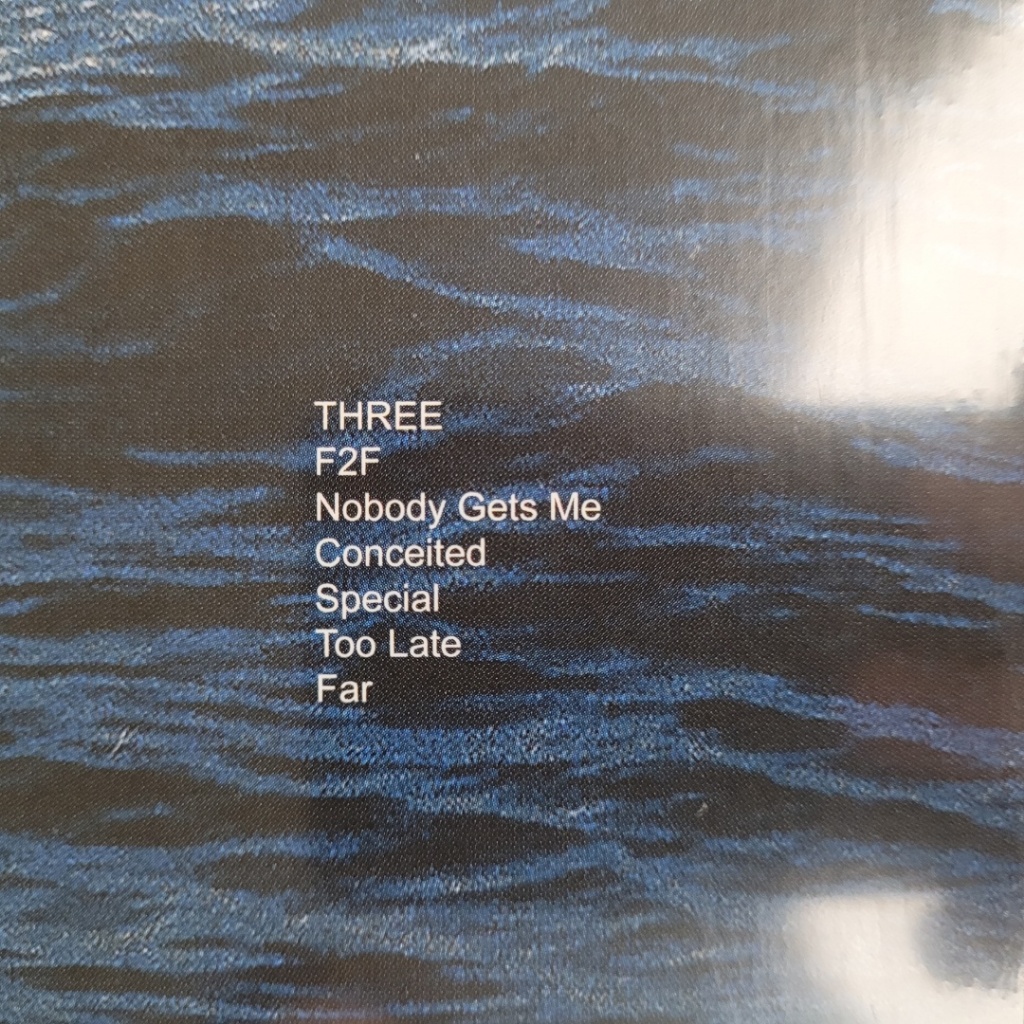 THREE
F2F
Nobody Gets Me
Conceited
Special
Too Late
Far